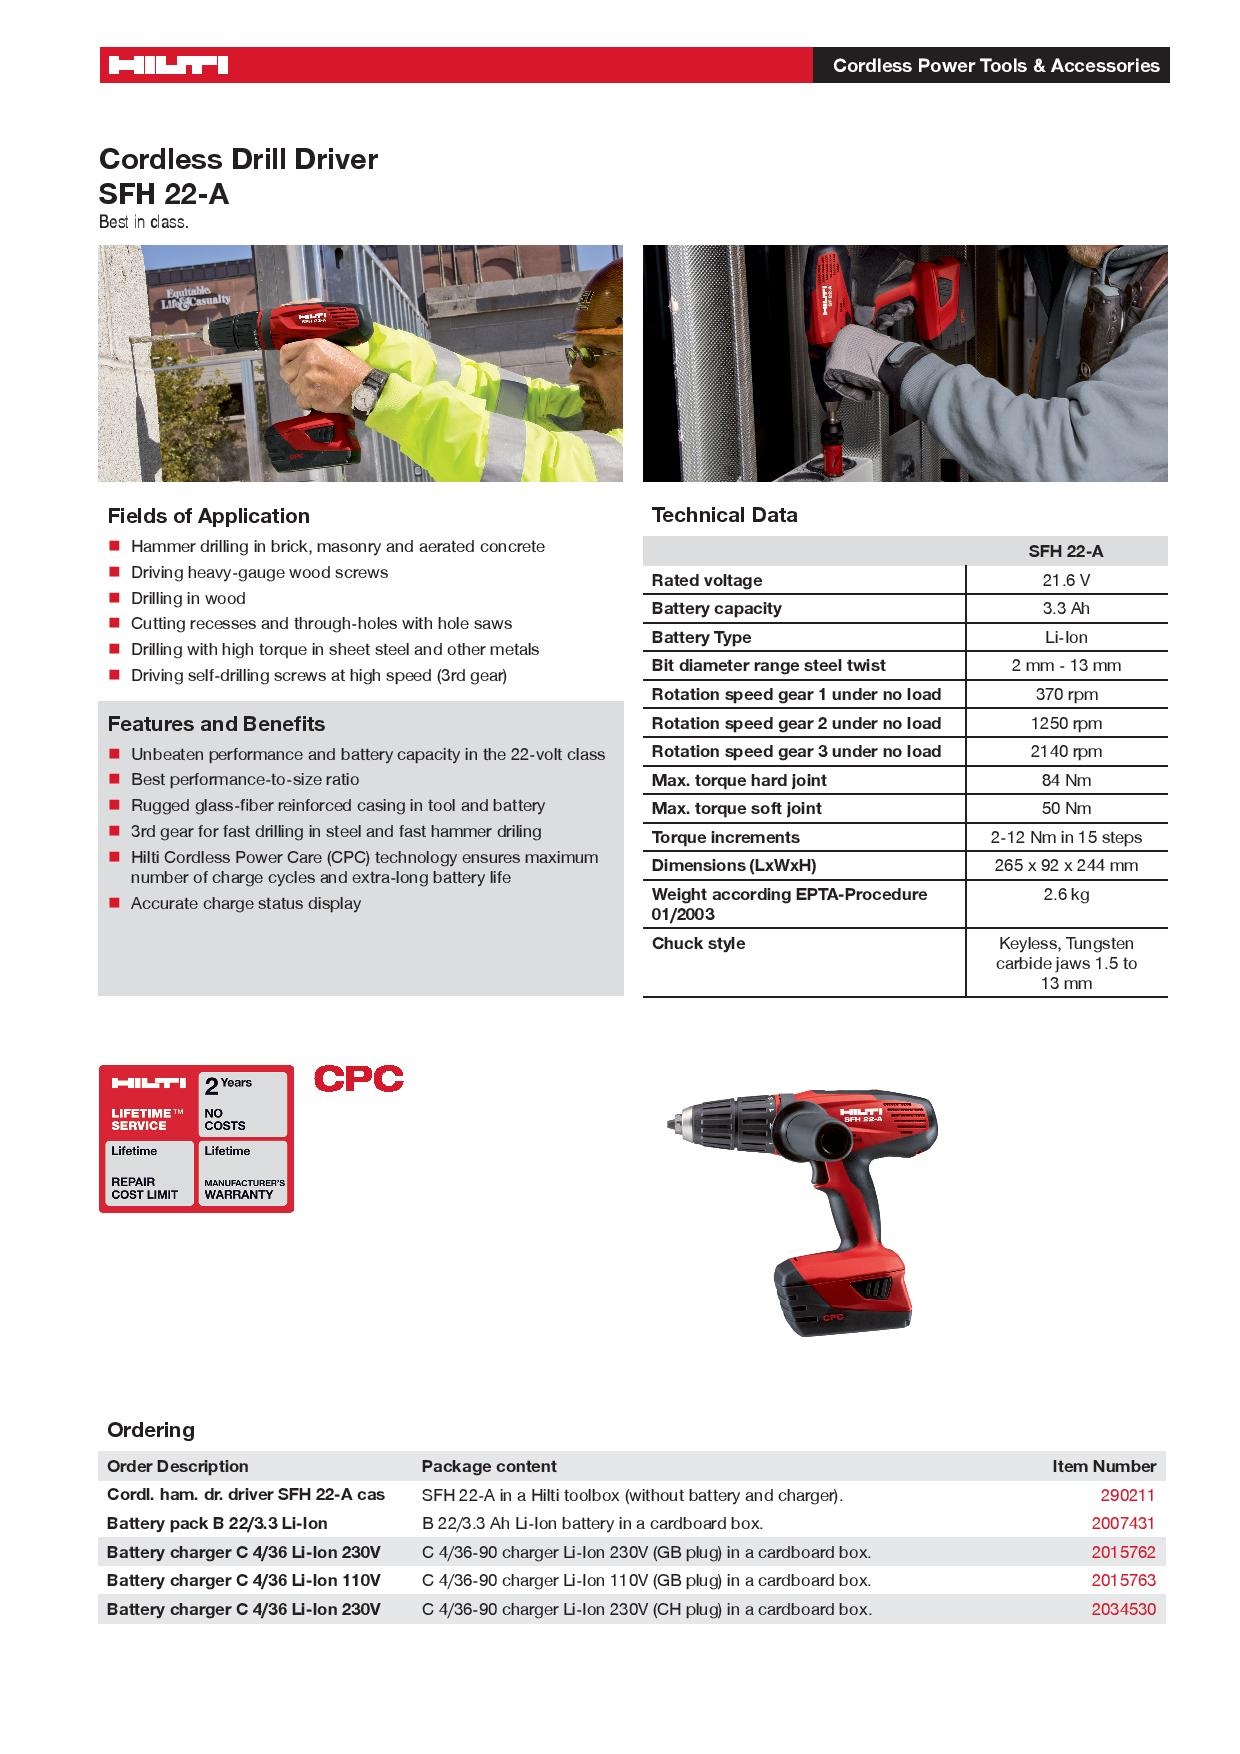 HILTI
Cordless Power Tools & Accessories
Cordless Drill Driver
SFH 22-A
Best in class.
Equitable
Life & Casualty
HILTI
SFH 22-A
CPC
HILTI
SF 22-A
CPC
Fields of Application
Hammer drilling in brick, masonry and aerated concrete
Driving heavy-gauge wood screws
Drilling in wood
Cutting recesses and through-holes with hole saws
Drilling with high torque in sheet steel and other metals
Driving self-drilling screws at high speed (3rd gear)
Features and Benefits
Unbeaten performance and battery capacity in the 22-volt class
Best performance-to-size ratio
Rugged glass-fiber reinforced casing in tool and battery
3rd gear for fast drilling in steel and fast hammer driling
Hilti Cordless Power Care (CPC) technology ensures maximum
number of charge cycles and extra-long battery life
Accurate charge status display
Technical Data
SFH 22-A
Rated voltage 21.6 V
Battery capacity 3.3 Ah
Battery Type Li-Ion
Bit diameter range steel twist 2 mm - 13 mm
Rotation speed gear 1 under no load 370 rpm
Rotation speed gear 2 under no load 1250 rpm
Rotation speed gear 3 under no load 2140 rpm
Max. torque hard joint 84 Nm
Max. torque soft joint 50 Nm
Torque increments 2-12 Nm in 15 steps
Dimensions (LxWxH) 265 x 92 x 244 mm
Weight according EPTA-Procedure 2.6 kg
01/2003
Chuck style Keyless, Tungsten
carbide jaws 1.5 to
13 mm
HILTI
LIFETIME™
SERVICE
2 Years
NO
COSTS
Lifetime
REPAIR
COST LIMIT
Lifetime
MANUFACTURER'S
WARRANTY
CPC
HILTI
SFH 22-A
CPC
Ordering
Order Description Package content Item Number
Cordl. ham. dr. driver SFH 22-A cas SFH 22-A in a Hilti toolbox (without battery and charger). 290211
Battery pack B 22/3.3 Li-Ion B 22/3.3 Ah Li-Ion battery in a cardboard box. 2007431
Battery charger C 4/36 Li-Ion 230V C 4/36-90 charger Li-Ion 230V (GB plug) in a cardboard box. 2015762
Battery charger C 4/36 Li-Ion 110V C 4/36-90 charger Li-Ion 110V (GB plug) in a cardboard box. 2015763
Battery charger C 4/36 Li-Ion 230V C 4/36-90 charger Li-Ion 230V (CH plug) in a cardboard box. 2034530